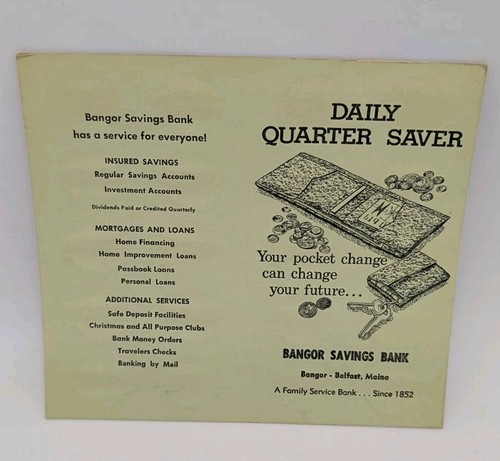 Bangor Savings Bank
has a service for everyone!
INSURED SAVINGS
Regular Savings Accounts
Investment Accounts
Dividends Paid or Credited Quarterly
MORTGAGES AND LOANS
Home Financing
Home Improvement Loans
Passbook Loans
Personal Loans
ADDITIONAL SERVICES
Safe Deposit Facilities
Christmas and All Purpose Clubs
Bank Money Orders
Travelers Checks
Banking by Mail
DAILY
QUARTER SAVER
Your pocket change
can change
your future...
BANGOR SAVINGS BANK
Bangor - Belfast, Maine
A Family Service Bank . . . Since 1852